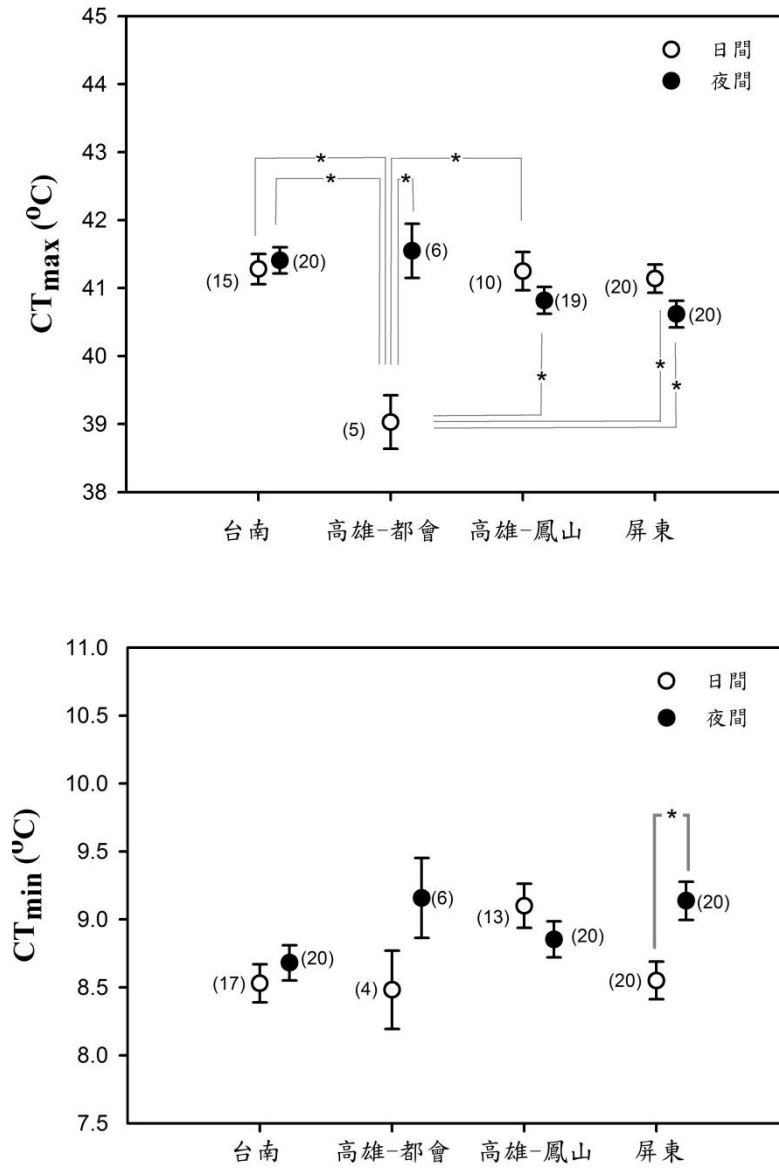 45
44
43
42
41
40
39
38
CTmax (ºC)
日間
夜間
*
*
*
*
(15)
(20)
(6)
(10)
(19)
(20)
(20)
(5)
*
*
*
台南
高雄-都會
高雄-鳳山
屏東
11.0
10.5
10.0
9.5
9.0
8.5
8.0
7.5
CTmin (ºC)
日間
夜間
*
(17)
(20)
(4)
(6)
(13)
(20)
(20)
(20)
台南
高雄-都會
高雄-鳳山
屏東